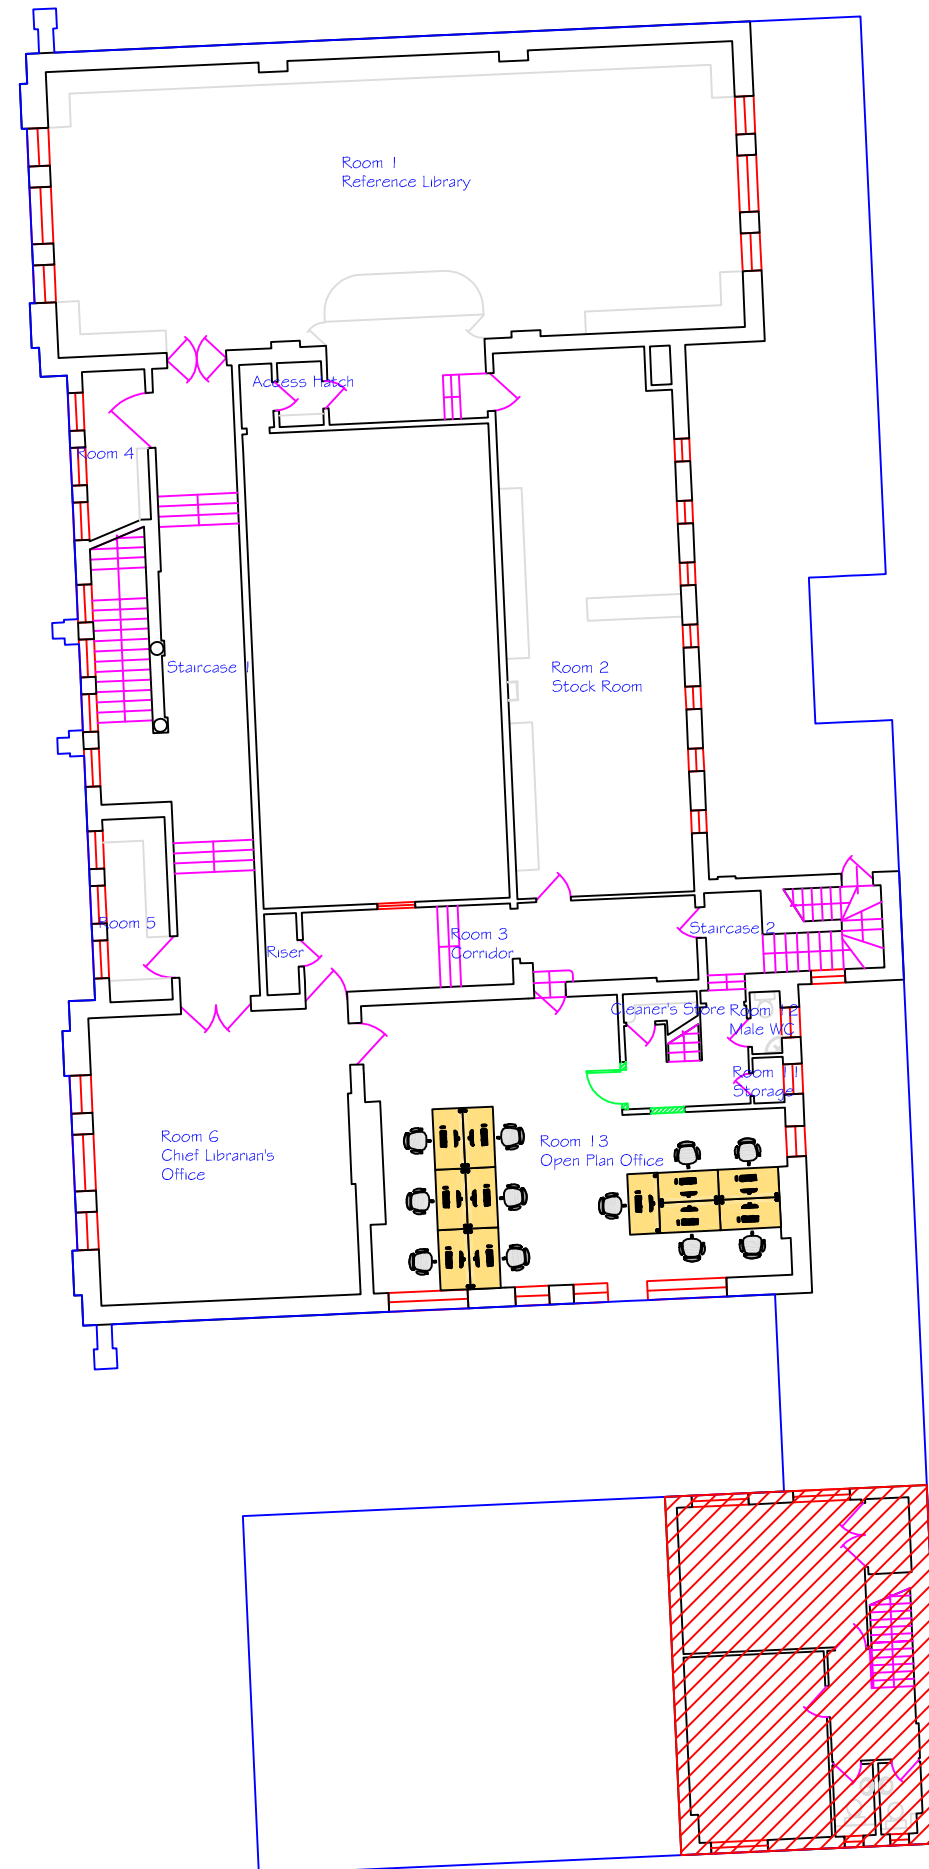 Room 1
Reference Library
Access Hatch
Room 4
Staircase 1
Room 2
Stock Room
Room 5
Riser
Room 3
Corridor
Staircase 2
Cleaner's Store
Room 12
Male WC
Room 11
Storage
Room 6
Chief Librarian's
Office
Room 13
Open Plan Office